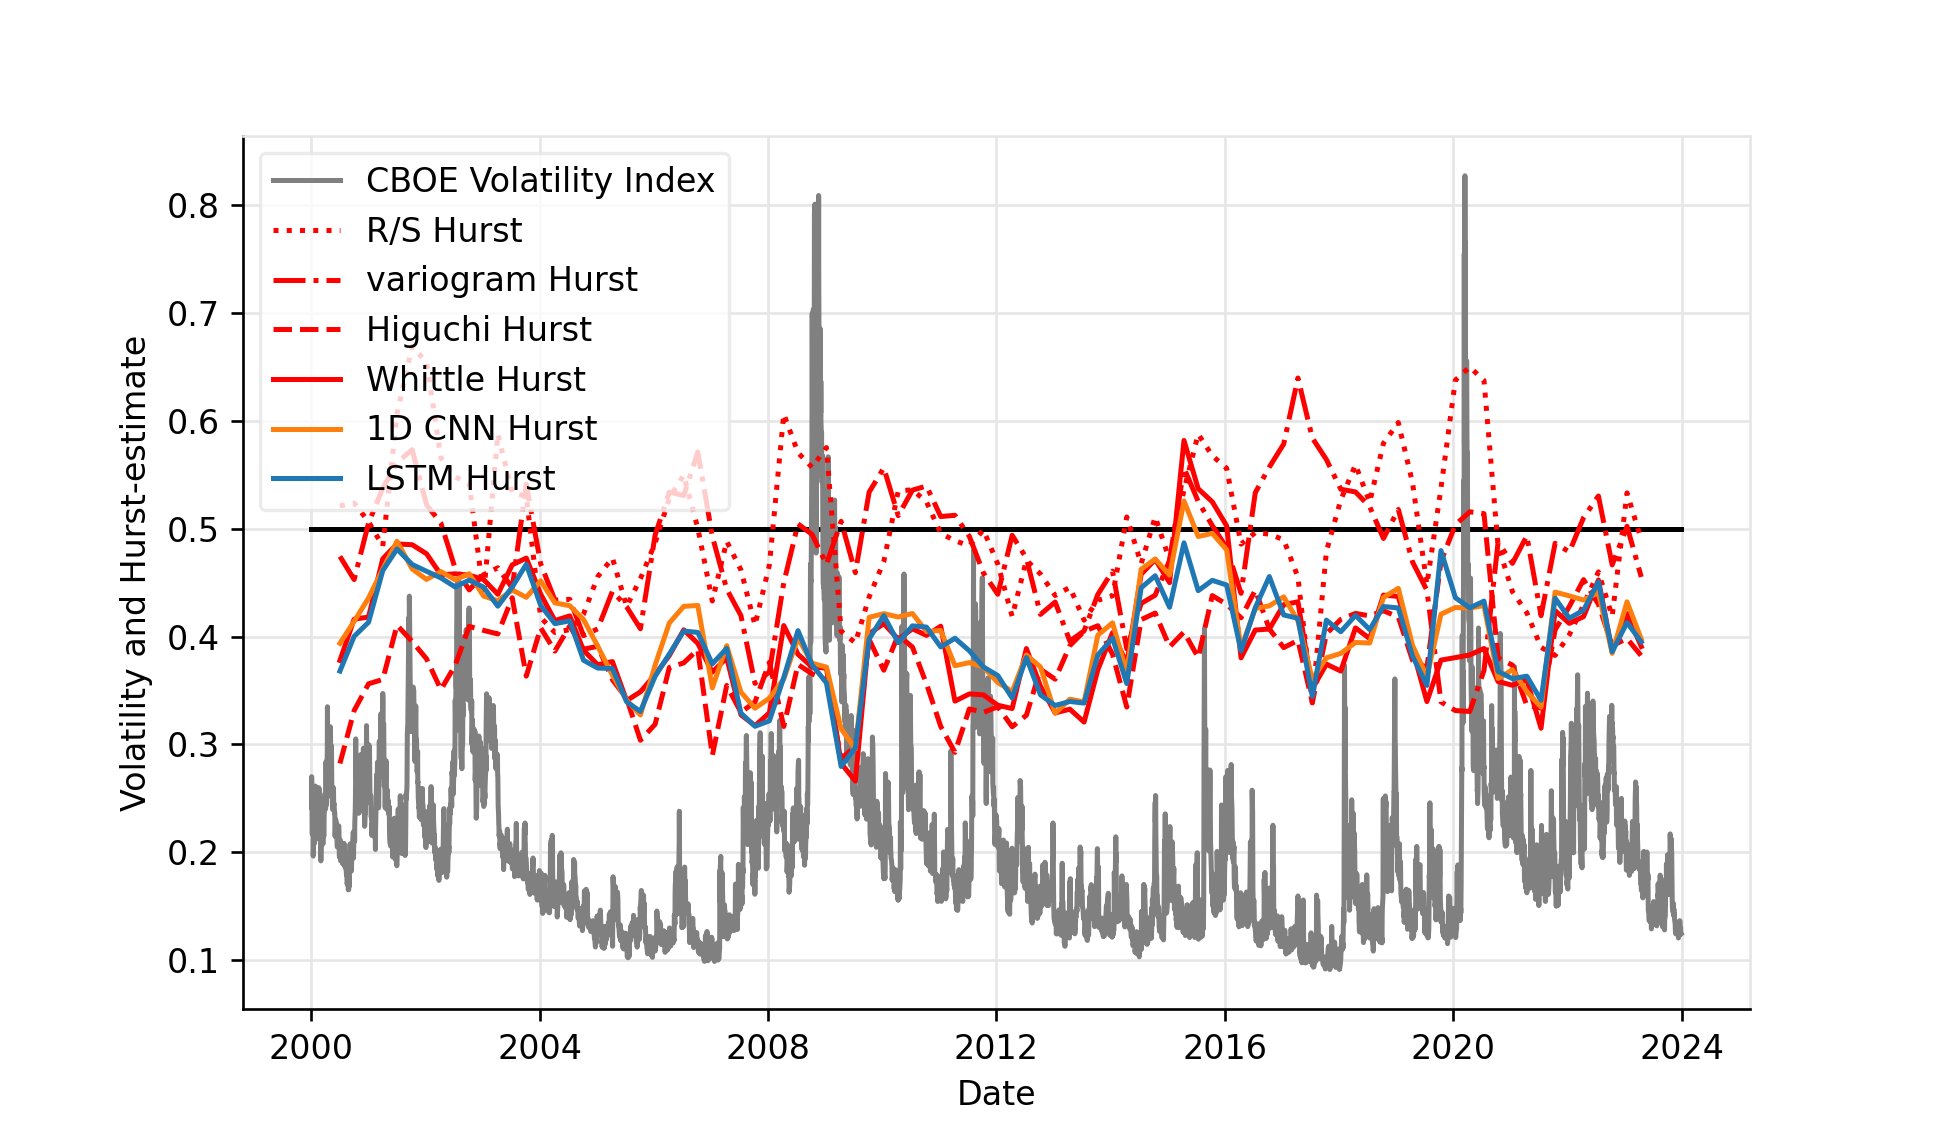 CBOE Volatility Index
R/S Hurst
variogram Hurst
Higuchi Hurst
Whittle Hurst
1D CNN Hurst
LSTM Hurst
Volatility and Hurst-estimate
0.8
0.7
0.6
0.5
0.4
0.3
0.2
0.1
2000 2004 2008 2012 2016 2020 2024
Date